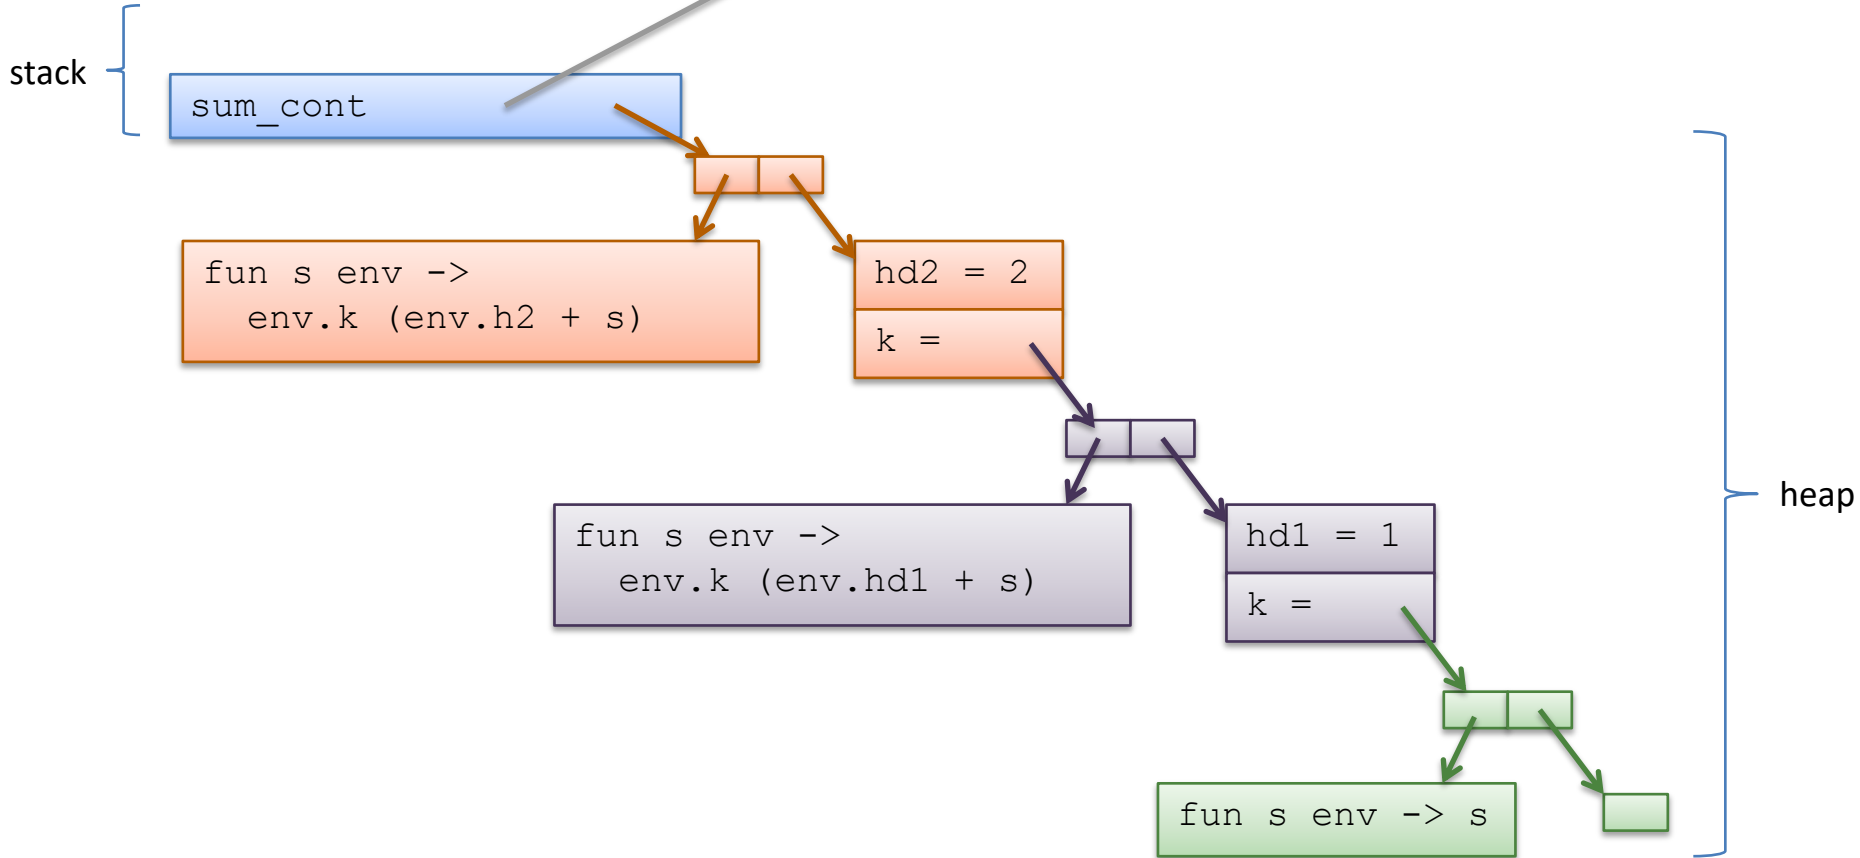 stack
sum_cont
fun s env ->
env.k (env.h2 + s)
hd2 = 2
k =
heap
fun s env ->
env.k (env.hd1 + s)
hd1 = 1
k =
fun s env -> s